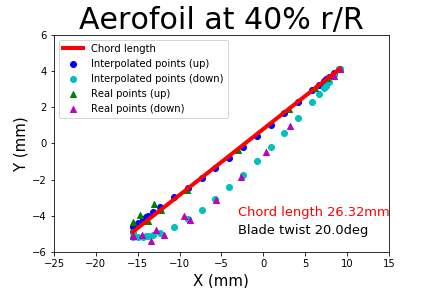 Aerofoil at 40% r/R
6
4
2
0
−2
−4
−6
Y (mm)
Chord length
Interpolated points (up)
Interpolated points (down)
Real points (up)
Real points (down)
Chord length 26.32mm
Blade twist 20.0deg
−25 −20 −15 −10 −5 0 5 10 15
X (mm)